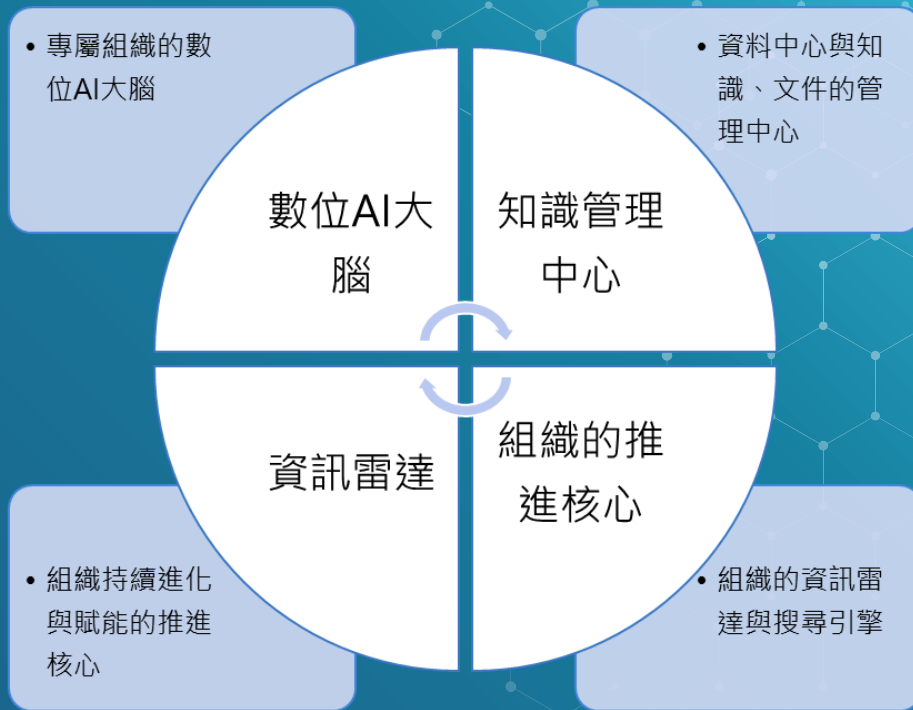 • 專屬組織的數
位AI大腦
• 資料中心與知
識、文件的管
理中心
數位AI大
腦
知識管理
中心
資訊雷達
組織的推
進核心
• 組織持續進化
與賦能的推進
核心
• 組織的資訊雷
達與搜尋引擎